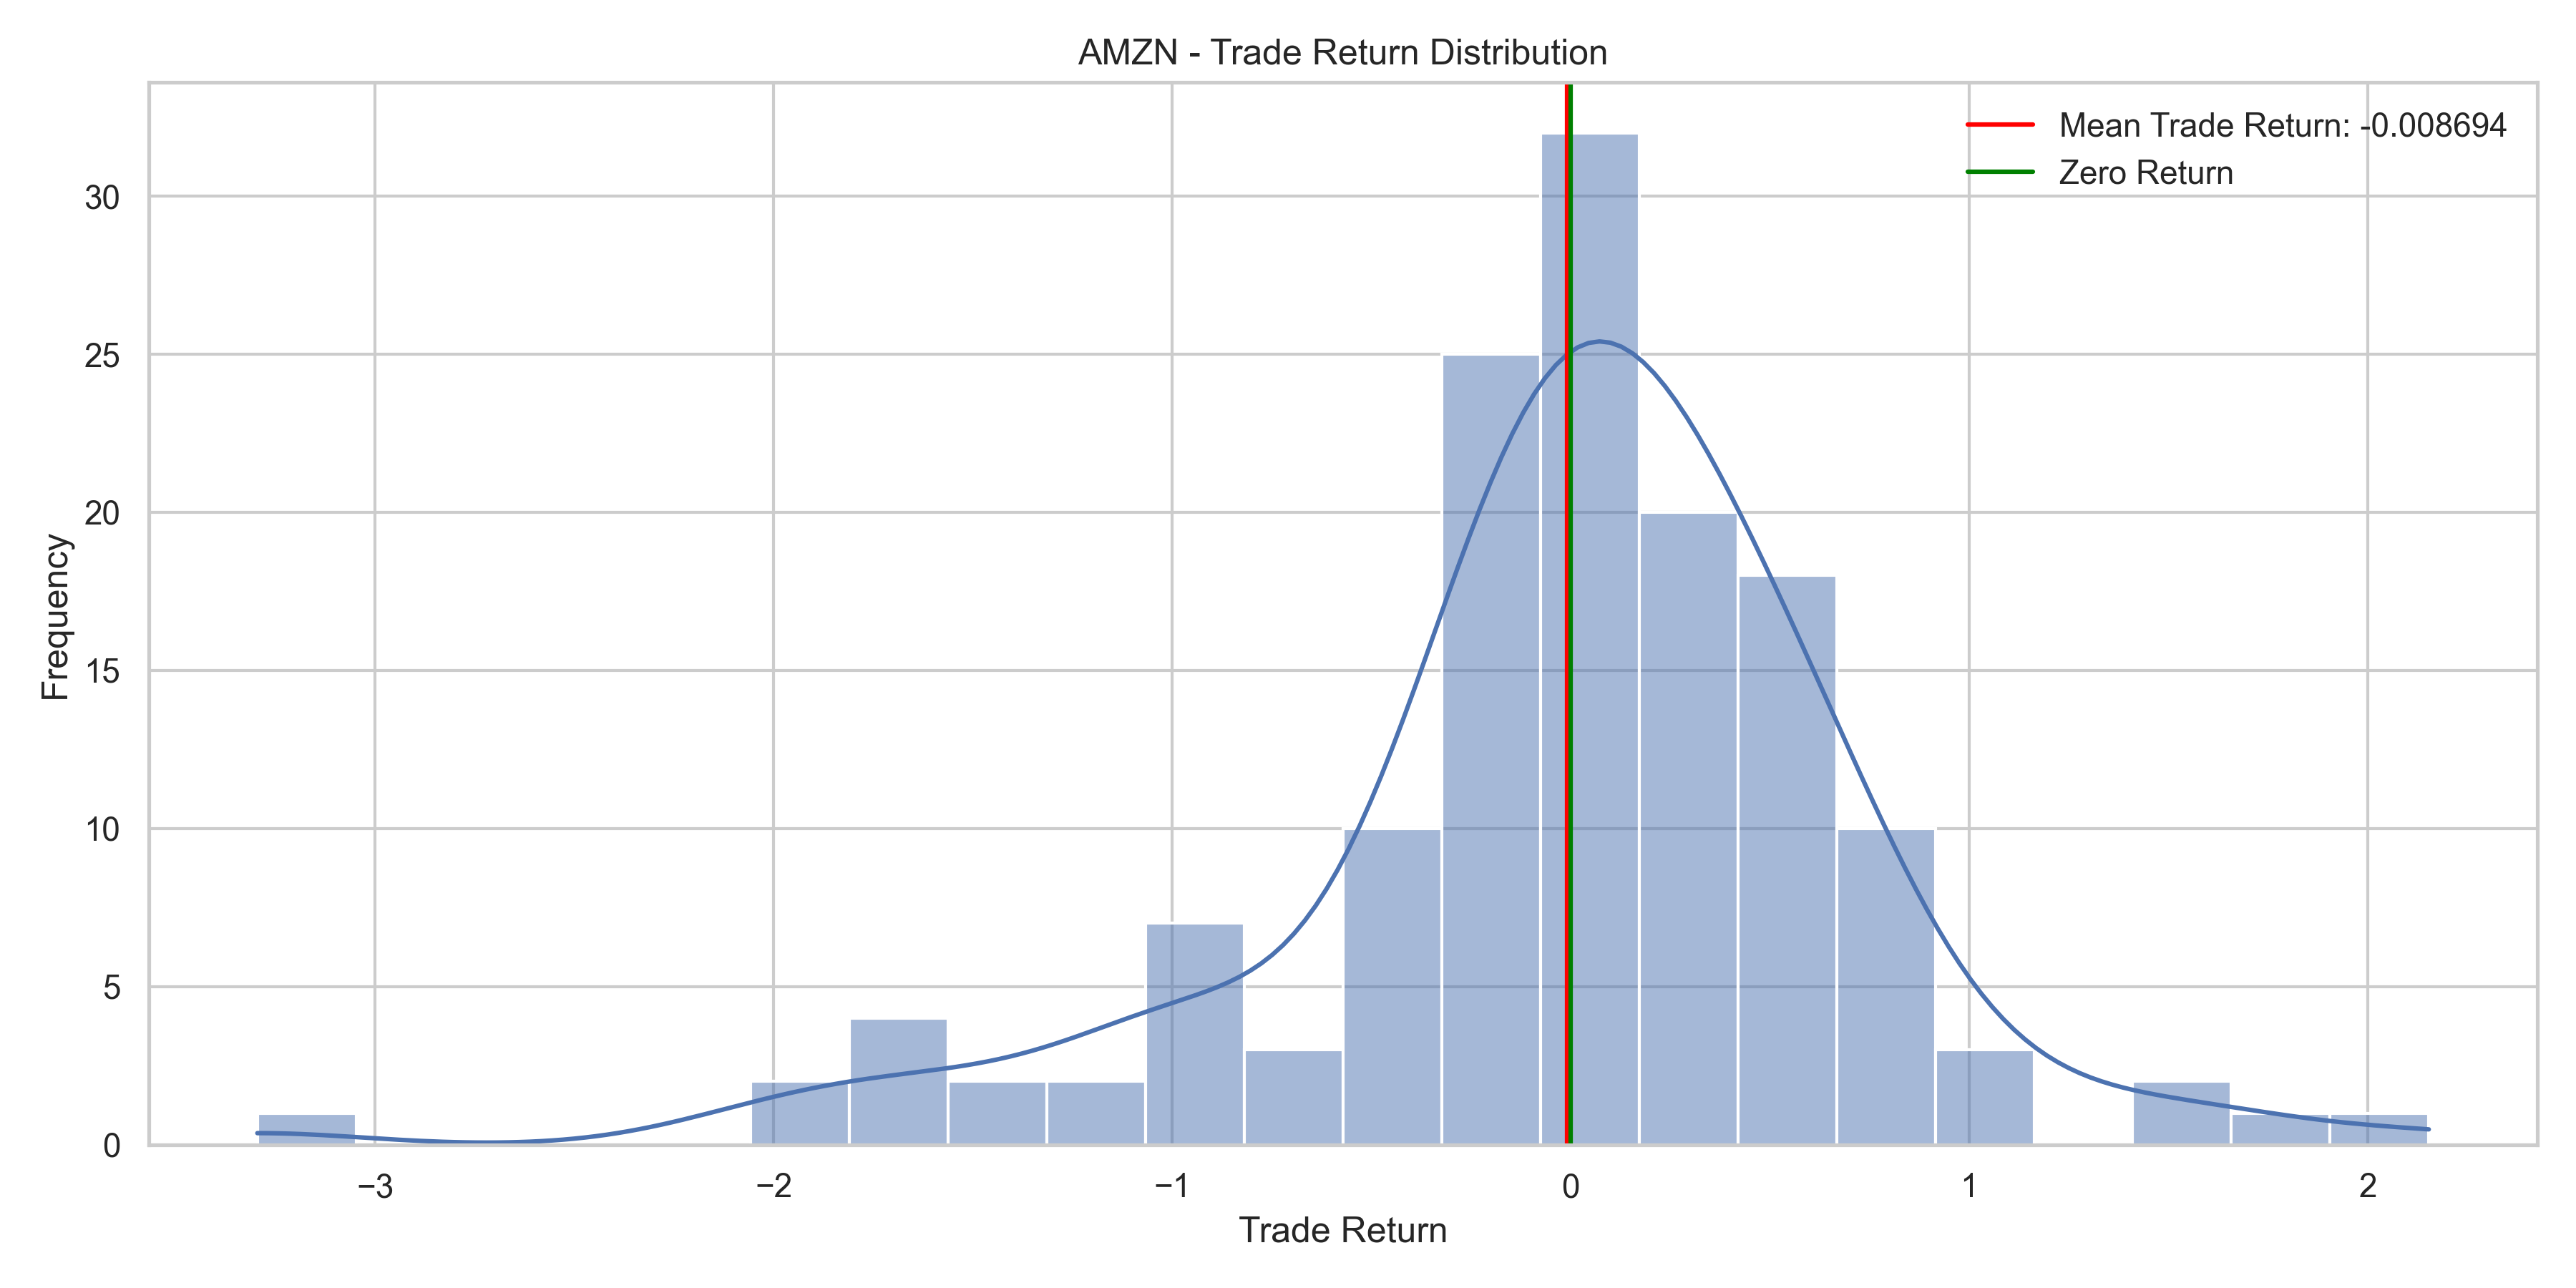 AMZN - Trade Return Distribution
Mean Trade Return: -0.008694
Zero Return
Frequency
30
25
20
15
10
5
0
−3
−2
−1
0
1
2
Trade Return